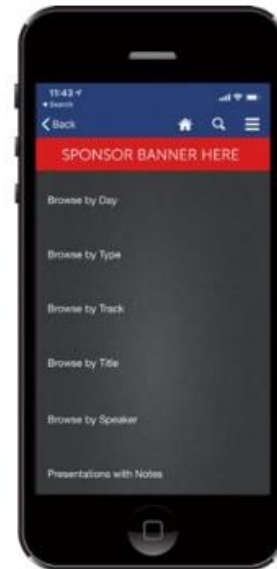 11:43
Search
Back
SPONSOR BANNER HERE
Browse by Day
Browse by Type
Browse by Track
Browse by Title
Browse by Speaker
Presentations with Notes